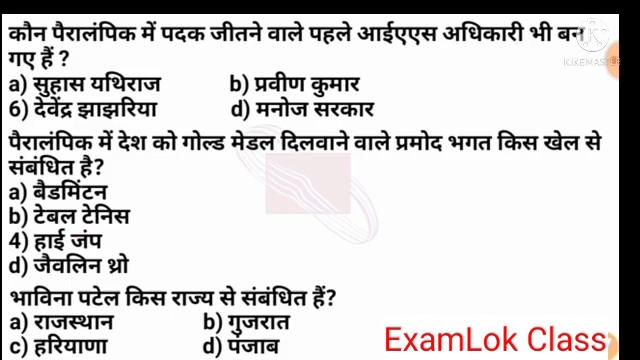 कौन पैरालंपिक में पदक जीतने वाले पहले आईएएस अधिकारी भी बन
गए हैं ?
a) सुहास यथिराज b) प्रवीण कुमार
6) देवेंद्र झाझरिया d) मनोज सरकार
पैरालंपिक में देश को गोल्ड मेडल दिलवाने वाले प्रमोद भगत किस खेल से
संबंधित है?
a) बैडमिंटन
b) टेबल टेनिस
4) हाई जंप
d) जैवलिन थ्रो
भाविना पटेल किस राज्य से संबंधित हैं?
a) राजस्थान b) गुजरात
c) हरियाणा d) पंजाब
ExamLok Class
KINEMASTER